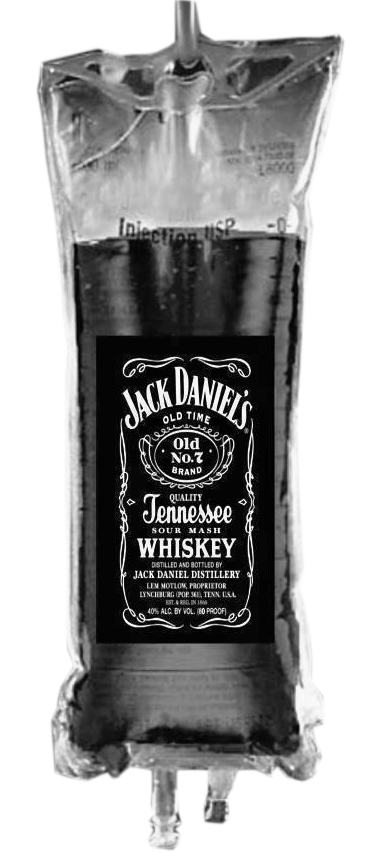 Injection USP -0-
JACK DANIEL'S
OLD TIME
Old
No.7
BRAND
QUALITY
Tennessee
SOUR MASH
WHISKEY
DISTILLED AND BOTTLED BY
JACK DANIEL DISTILLERY
LEM MOTLOW, PROPRIETOR
LYNCHBURG (POP. 361), TENN. U.S.A.
EST. & REG. IN 1866
40% ALC. BY VOL. (80 PROOF)